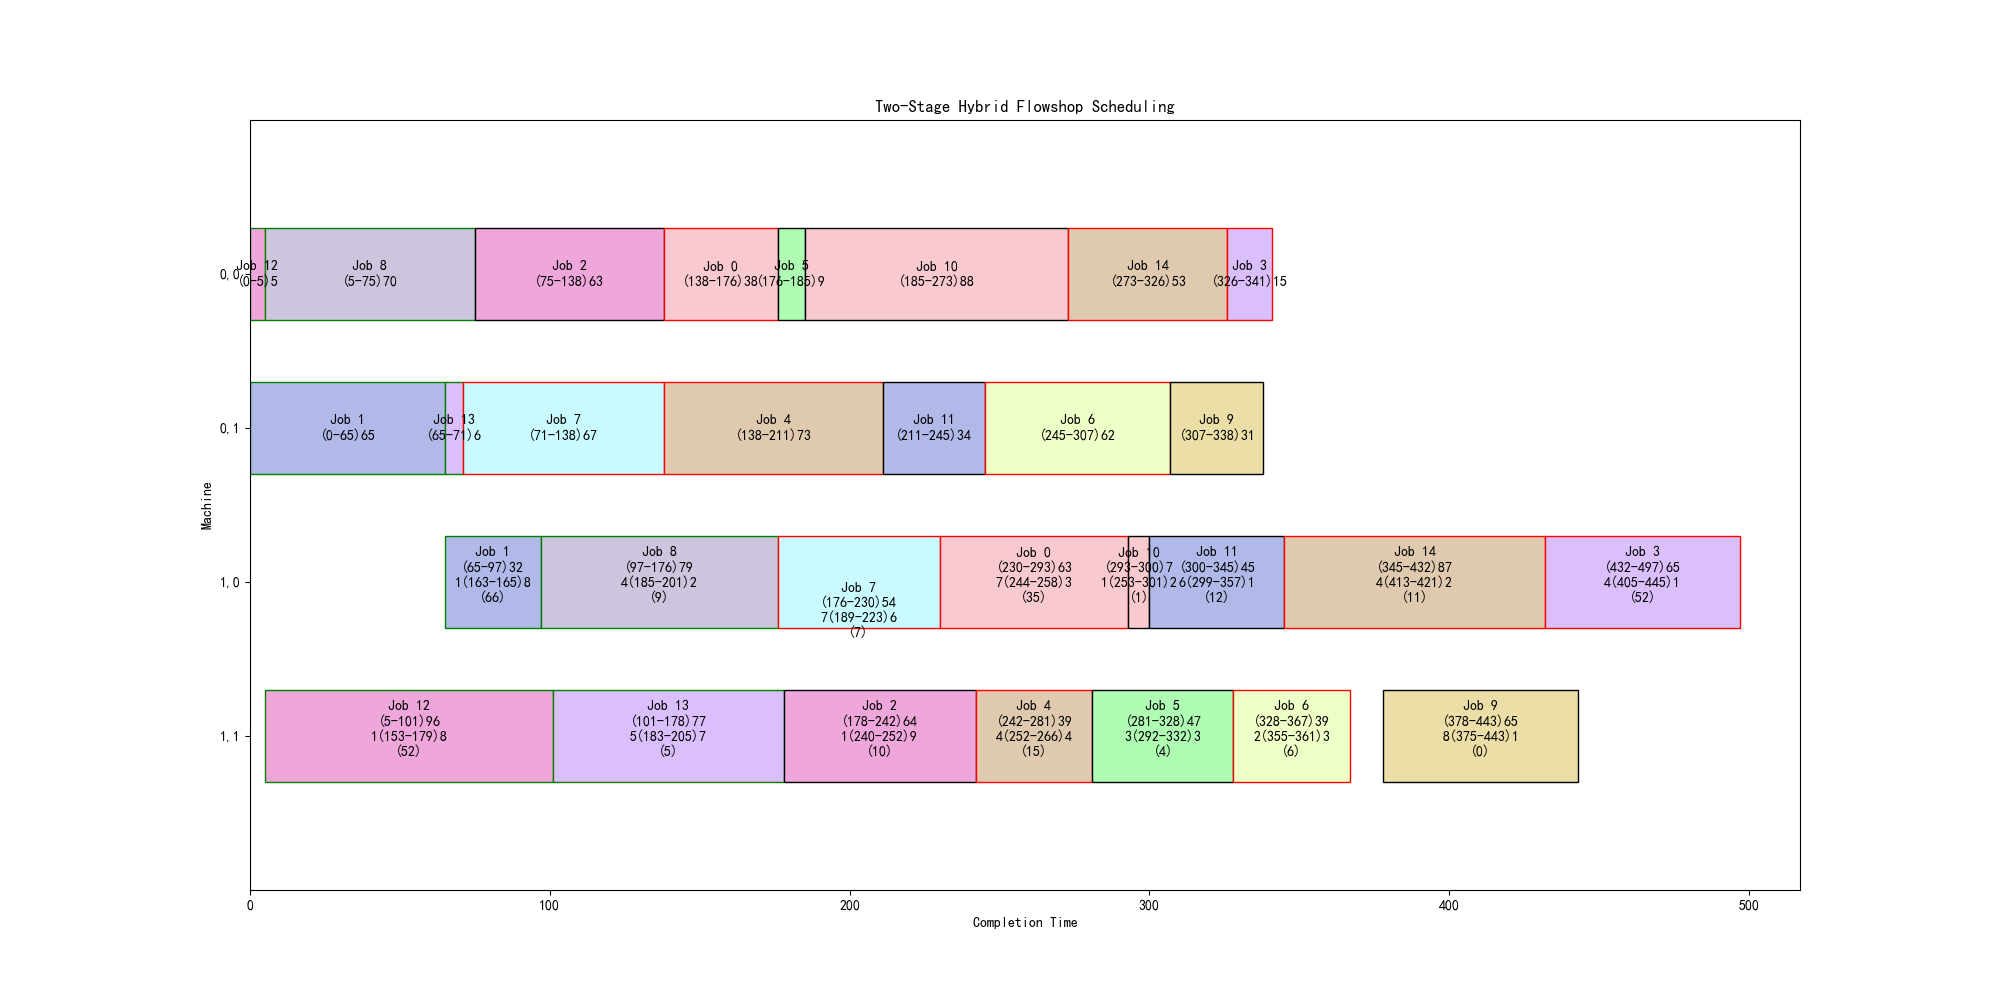 Two-Stage Hybrid Flowshop Scheduling
0,0
Job 12
(0-5)5
Job 8
(5-75)70
Job 2
(75-138)63
Job 0
(138-176)38
Job 5
(176-185)9
Job 10
(185-273)88
Job 14
(273-326)53
Job 3
(326-341)15
0,1
Job 1
(0-65)65
Job 13
(65-71)6
Job 7
(71-138)67
Job 4
(138-211)73
Job 11
(211-245)34
Job 6
(245-307)62
Job 9
(307-338)31
Machine
1,0
Job 1
(65-97)32
1(163-165)8
(66)
Job 8
(97-176)79
4(185-201)2
(9)
Job 7
(176-230)54
7(189-223)6
(7)
Job 0
(230-293)63
7(244-258)3
(35)
Job 10
(293-300)7
1(253-301)2
(1)
Job 11
(300-345)45
6(299-357)1
(12)
Job 14
(345-432)87
4(413-421)2
(11)
Job 3
(432-497)65
4(405-445)1
(52)
1,1
Job 12
(5-101)96
1(153-179)8
(52)
Job 13
(101-178)77
5(183-205)7
(5)
Job 2
(178-242)64
1(240-252)9
(10)
Job 4
(242-281)39
4(252-266)4
(15)
Job 5
(281-328)47
3(292-332)3
(4)
Job 6
(328-367)39
2(355-361)3
(6)
Job 9
(378-443)65
8(375-443)1
(0)
0 100 200 300 400 500
Completion Time